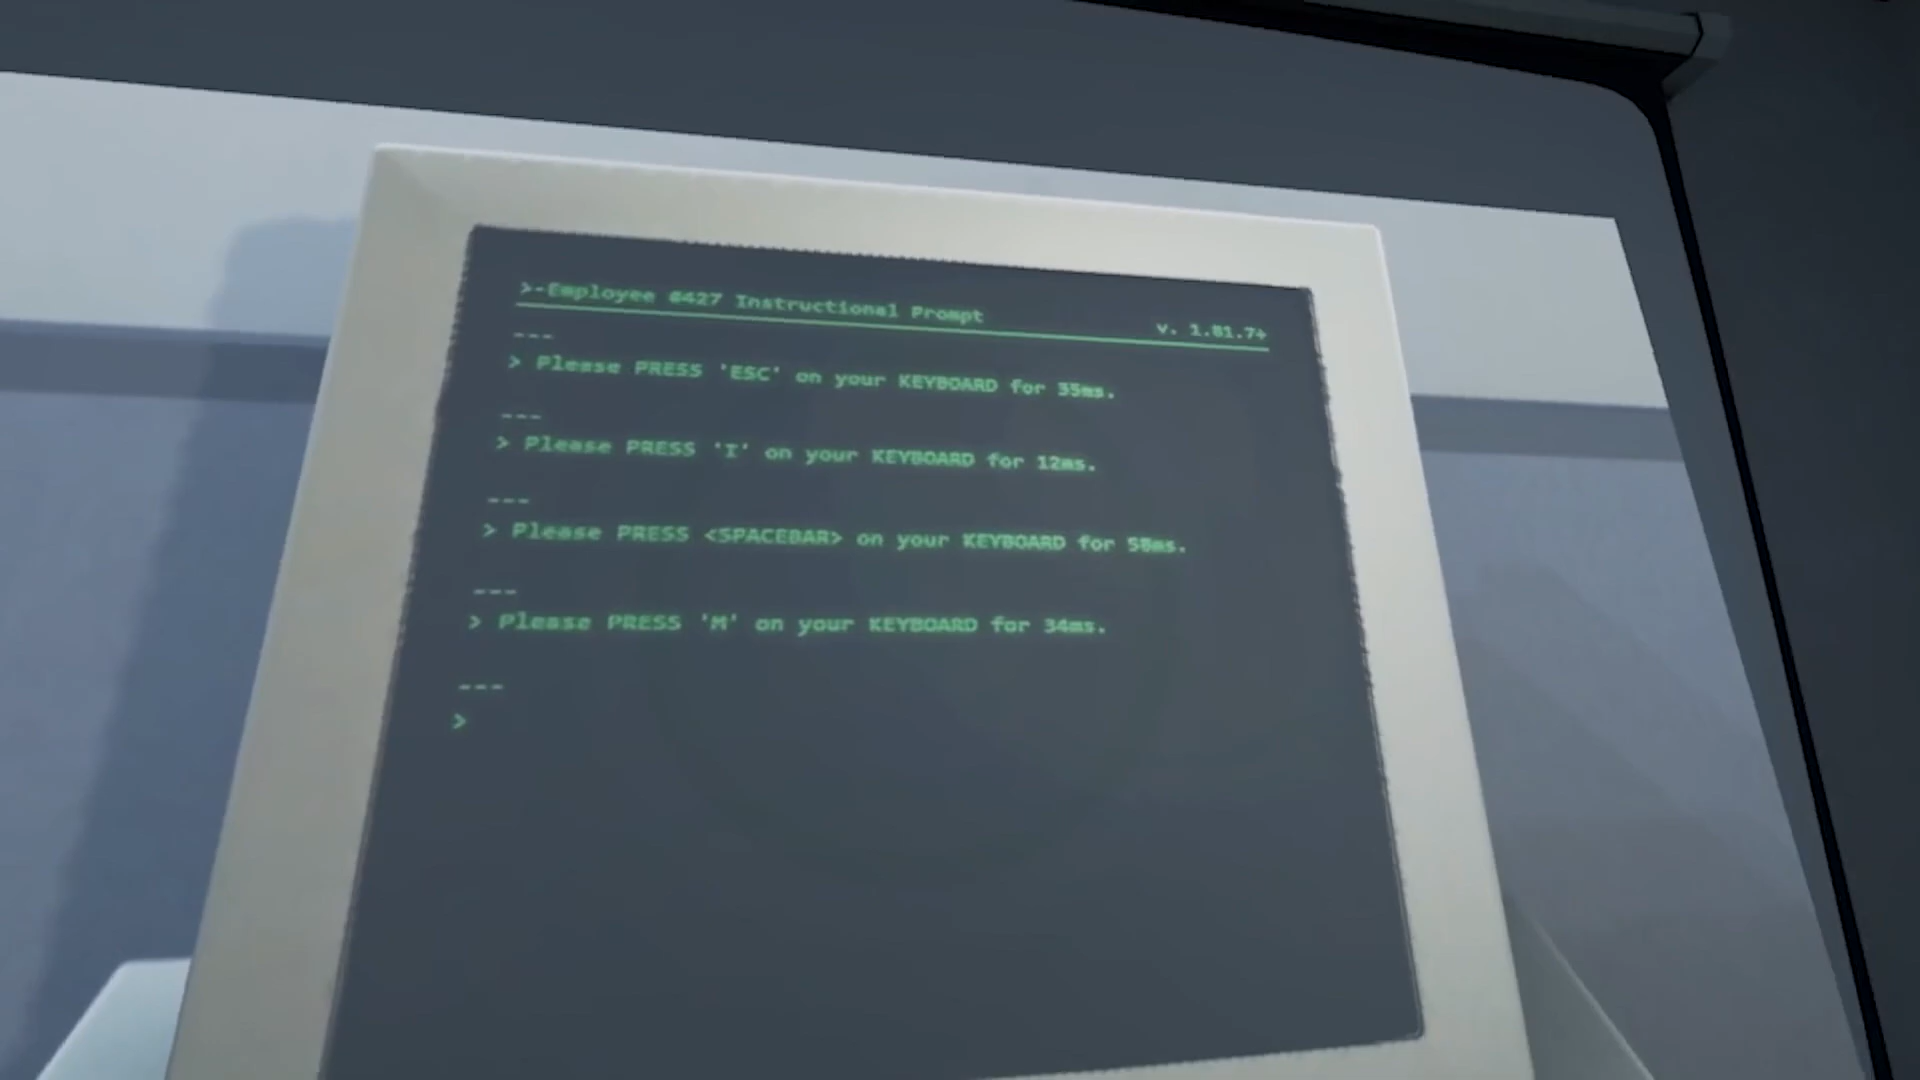 >-Employee #427 Instructional Prompt
v. 1.81.7+
---
> Please PRESS 'ESC' on your KEYBOARD for 35ms.
---
> Please PRESS 'I' on your KEYBOARD for 12ms.
---
> Please PRESS <SPACEBAR> on your KEYBOARD for 58ms.
---
> Please PRESS 'M' on your KEYBOARD for 34ms.
---
>